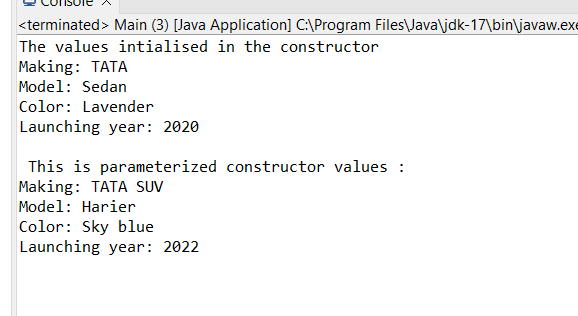 Console
<terminated> Main (3) [Java Application] C:\Program Files\Java\jdk-17\bin\javaw.exe
The values intialised in the constructor
Making: TATA
Model: Sedan
Color: Lavender
Launching year: 2020
This is parameterized constructor values :
Making: TATA SUV
Model: Harier
Color: Sky blue
Launching year: 2022